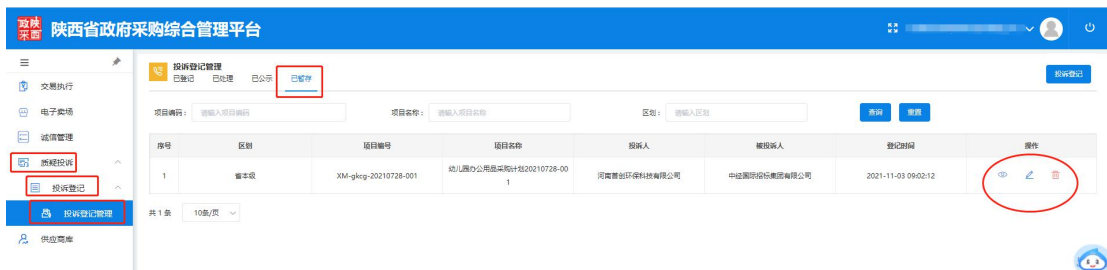 政陕
采西
陕西省政府采购综合管理平台
投诉登记管理
已登记 已处理 已公示 已暂存
投诉登记
交易执行
电子卖场
诚信管理
质疑投诉
投诉登记
投诉登记管理
供应商库
项目编码： 请输入项目编码 项目名称： 请输入项目名称 区划： 请输入区划 查询 重置
序号 区划 项目编号 项目名称 投诉人 被投诉人 登记时间 操作
1 省本级 XM-gkcg-20210728-001 幼儿园办公用品采购计划20210728-00
1 河南首创环保科技有限公司 中经国际招标集团有限公司 2021-11-03 09:02:12
共 1 条 10条/页